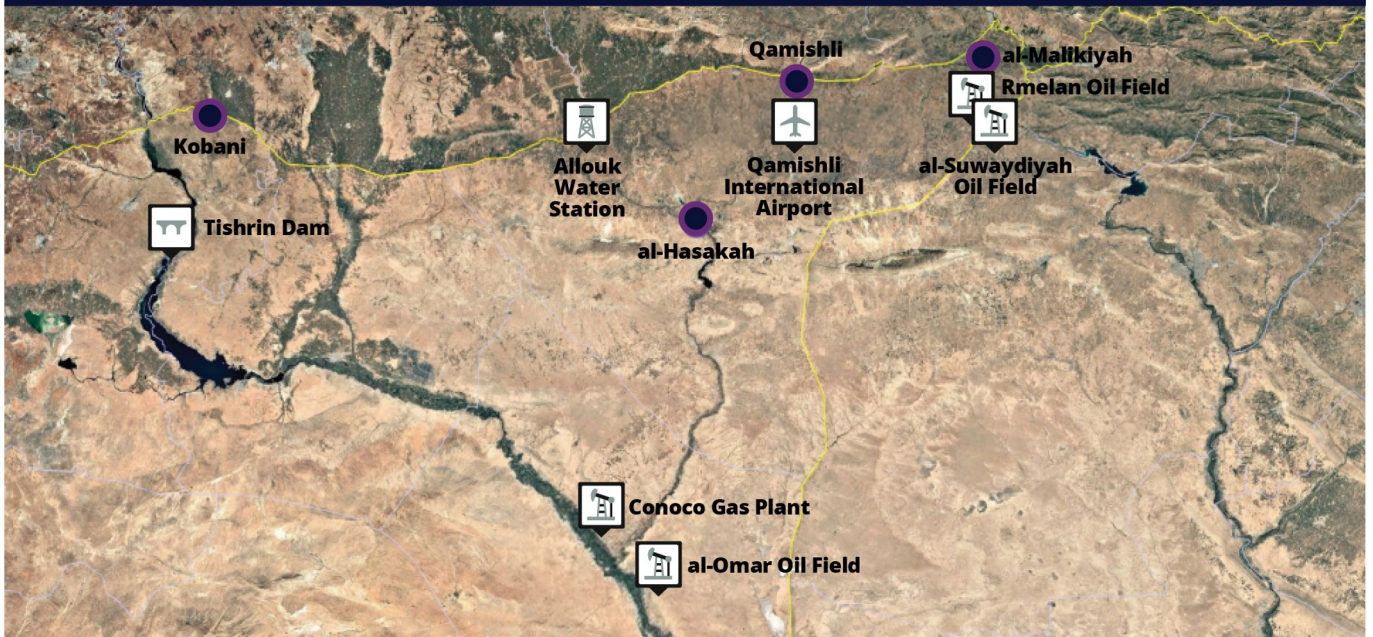 Qamishli
al-Malikiyah
Rmelan Oil Field
Kobani
Allouk
Water
Station
Qamishli
International
Airport
al-Suwaydiyah
Oil Field
Tishrin Dam
al-Hasakah
Conoco Gas Plant
al-Omar Oil Field